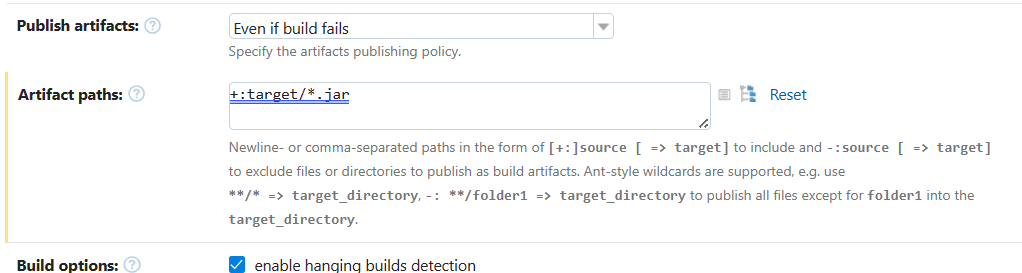 Publish artifacts:
Even if build fails
Specify the artifacts publishing policy.
Artifact paths:
+:target/*.jar
Reset
Newline- or comma-separated paths in the form of [+:]source [ => target] to include and -:source [ => target]
to exclude files or directories to publish as build artifacts. Ant-style wildcards are supported, e.g. use
**/* => target_directory, -: **/folder1 => target_directory to publish all files except for folder1 into the
target_directory.
Build options:
enable hanging builds detection